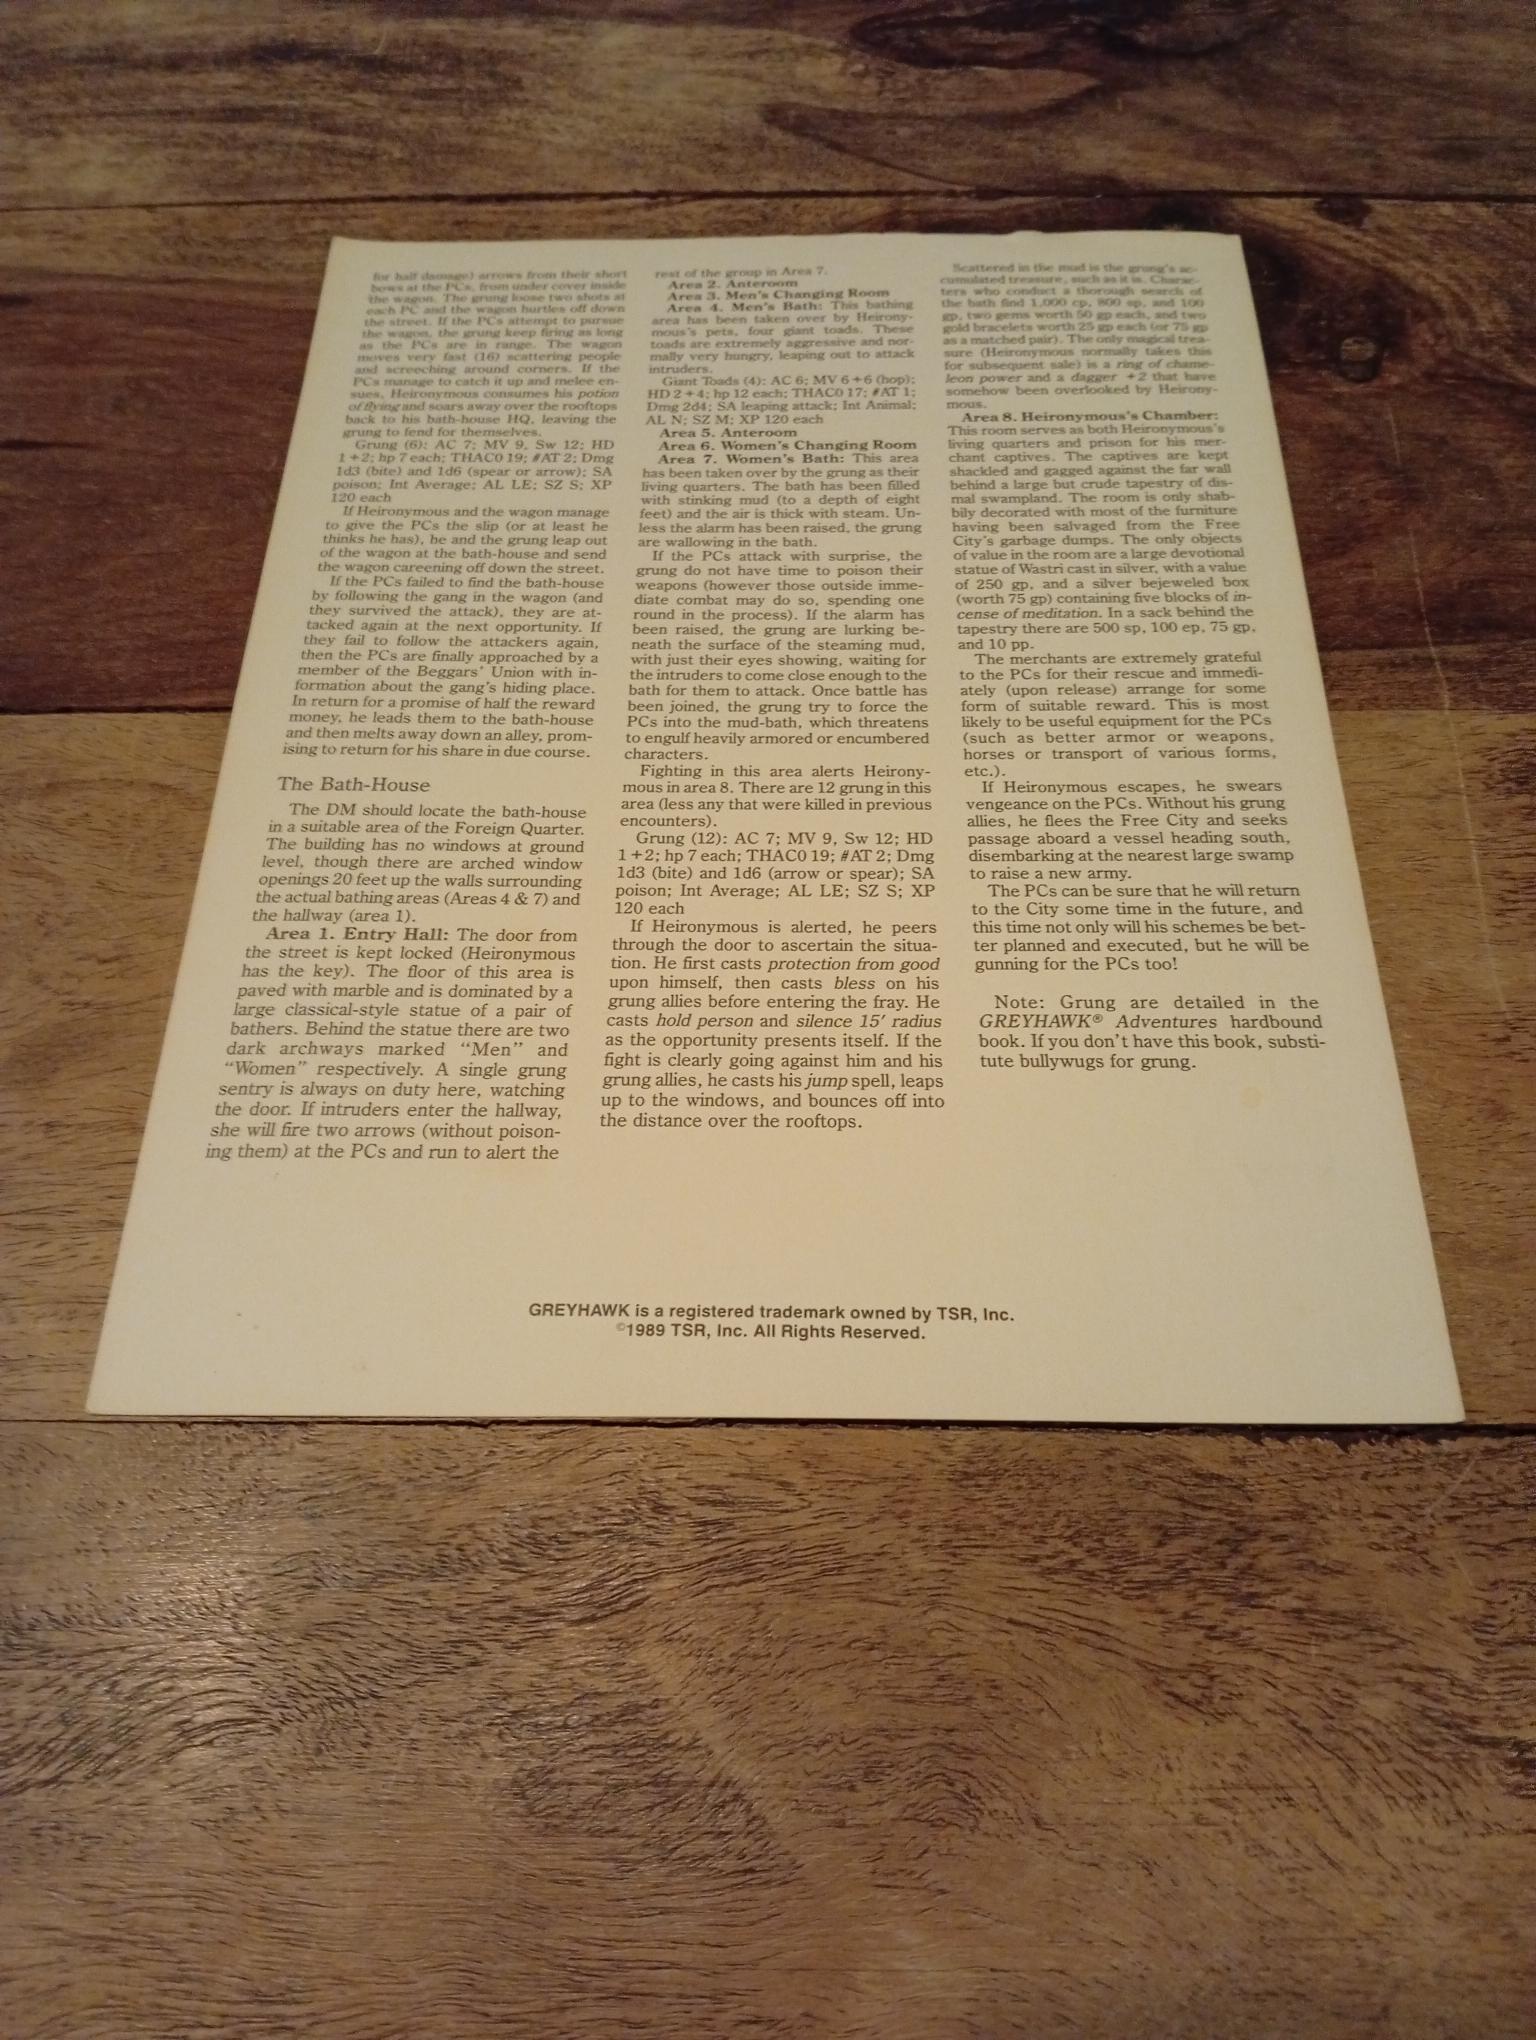 for half damage) arrows from their short
bows at the PCs, from under cover inside
the wagon. The grung loose two shots at
each PC and the wagon hurtles off down
the street. If the PCs attempt to pursue
the wagon, the grung keep firing as long
as the PCs are in range. The wagon
moves very fast (16) scattering people
and screeching around corners. If the
PCs manage to catch it up and melee en-
sues, Heironymous consumes his potion
of flying and soars away over the rooftops
back to his bath-house HQ, leaving the
grung to fend for themselves.
Grung (6): AC 7; MV 9, Sw 12; HD
1+2; hp 7 each; THAC0 19; #AT 2; Dmg
1d3 (bite) and 1d6 (spear or arrow); SA
poison; Int Average; AL LE; SZ S; XP
120 each
If Heironymous and the wagon manage
to give the PCs the slip (or at least he
thinks he has), he and the grung leap out
of the wagon at the bath-house and send
the wagon careening off down the street.
If the PCs failed to find the bath-house
by following the gang in the wagon (and
they survived the attack), they are at-
tacked again at the next opportunity. If
they fail to follow the attackers again,
then the PCs are finally approached by a
member of the Beggars' Union with in-
formation about the gang's hiding place.
In return for a promise of half the reward
money, he leads them to the bath-house
and then melts away down an alley, prom-
ising to return for his share in due course.
The Bath-House
The DM should locate the bath-house
in a suitable area of the Foreign Quarter.
The building has no windows at ground
level, though there are arched window
openings 20 feet up the walls surrounding
the actual bathing areas (Areas 4 & 7) and
the hallway (area 1).
Area 1. Entry Hall: The door from
the street is kept locked (Heironymous
has the key). The floor of this area is
paved with marble and is dominated by a
large classical-style statue of a pair of
bathers. Behind the statue there are two
dark archways marked "Men" and
"Women" respectively. A single grung
sentry is always on duty here, watching
the door. If intruders enter the hallway,
she will fire two arrows (without poison-
ing them) at the PCs and run to alert the
rest of the group in Area 7.
Area 2. Anteroom
Area 3. Men's Changing Room
Area 4. Men's Bath: This bathing
area has been taken over by Heirony-
mous's pets, four giant toads. These
toads are extremely aggressive and nor-
mally very hungry, leaping out to attack
intruders.
Giant Toads (4): AC 6; MV 6+6 (hop);
HD 2+4; hp 12 each; THAC0 17; #AT 1;
Dmg 2d4; SA leaping attack; Int Animal;
AL N; SZ M; XP 120 each
Area 5. Anteroom
Area 6. Women's Changing Room
Area 7. Women's Bath: This area
has been taken over by the grung as their
living quarters. The bath has been filled
with stinking mud (to a depth of eight
feet) and the air is thick with steam. Un-
less the alarm has been raised, the grung
are wallowing in the bath.
If the PCs attack with surprise, the
grung do not have time to poison their
weapons (however those outside imme-
diate combat may do so, spending one
round in the process). If the alarm has
been raised, the grung are lurking be-
neath the surface of the steaming mud,
with just their eyes showing, waiting for
the intruders to come close enough to the
bath for them to attack. Once battle has
been joined, the grung try to force the
PCs into the mud-bath, which threatens
to engulf heavily armored or encumbered
characters.
Fighting in this area alerts Heirony-
mous in area 8. There are 12 grung in this
area (less any that were killed in previous
encounters).
Grung (12): AC 7; MV 9, Sw 12; HD
1+2; hp 7 each; THAC0 19; #AT 2; Dmg
1d3 (bite) and 1d6 (arrow or spear); SA
poison; Int Average; AL LE; SZ S; XP
120 each
If Heironymous is alerted, he peers
through the door to ascertain the situa-
tion. He first casts protection from good
upon himself, then casts bless on his
grung allies before entering the fray. He
casts hold person and silence 15' radius
as the opportunity presents itself. If the
fight is clearly going against him and his
grung allies, he casts his jump spell, leaps
up to the windows, and bounces off into
the distance over the rooftops.
Scattered in the mud is the grung's ac-
cumulated treasure, such as it is. Charac-
ters who conduct a thorough search of
the bath find 1,000 cp, 800 sp, and 100
gp, two gems worth 50 gp each, and two
gold bracelets worth 25 gp each (or 75 gp
as a matched pair). The only magical trea-
sure (Heironymous normally takes this
for subsequent sale) is a ring of chame-
leon power and a dagger +2 that have
somehow been overlooked by Heirony-
mous.
Area 8. Heironymous's Chamber:
This room serves as both Heironymous's
living quarters and prison for his mer-
chant captives. The captives are kept
shackled and gagged against the far wall
behind a large but crude tapestry of dis-
mal swampland. The room is only shab-
bily decorated with most of the furniture
having been salvaged from the Free
City's garbage dumps. The only objects
of value in the room are a large devotional
statue of Wastri cast in silver, with a value
of 250 gp, and a silver bejeweled box
(worth 75 gp) containing five blocks of in-
cense of meditation. In a sack behind the
tapestry there are 500 sp, 100 ep, 75 gp,
and 10 pp.
The merchants are extremely grateful
to the PCs for their rescue and immedi-
ately (upon release) arrange for some
form of suitable reward. This is most
likely to be useful equipment for the PCs
(such as better armor or weapons,
horses or transport of various forms,
etc.).
If Heironymous escapes, he swears
vengeance on the PCs. Without his grung
allies, he flees the Free City and seeks
passage aboard a vessel heading south,
disembarking at the nearest large swamp
to raise a new army.
The PCs can be sure that he will return
to the City some time in the future, and
this time not only will his schemes be bet-
ter planned and executed, but he will be
gunning for the PCs too!
Note: Grung are detailed in the
GREYHAWK® Adventures hardbound
book. If you don't have this book, substi-
tute bullywugs for grung.
GREYHAWK is a registered trademark owned by TSR, Inc.
©1989 TSR, Inc. All Rights Reserved.